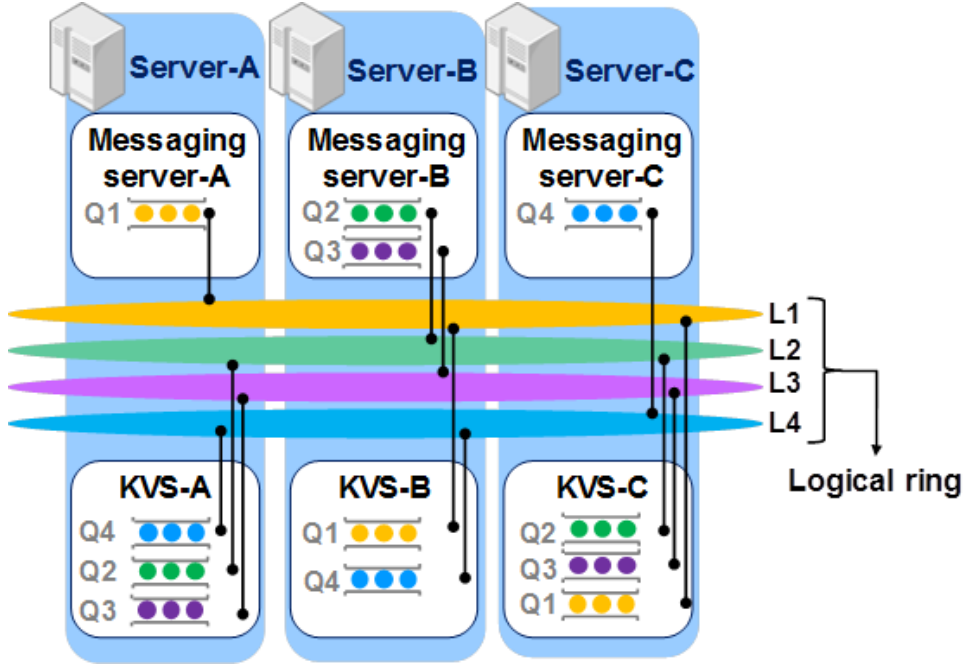 Server-A
Server-B
Server-C
Messaging
server-A
Q1
Messaging
server-B
Q2
Q3
Messaging
server-C
Q4
L1
L2
L3
L4
Logical ring
KVS-A
Q4
Q2
Q3
KVS-B
Q1
Q4
KVS-C
Q2
Q3
Q1